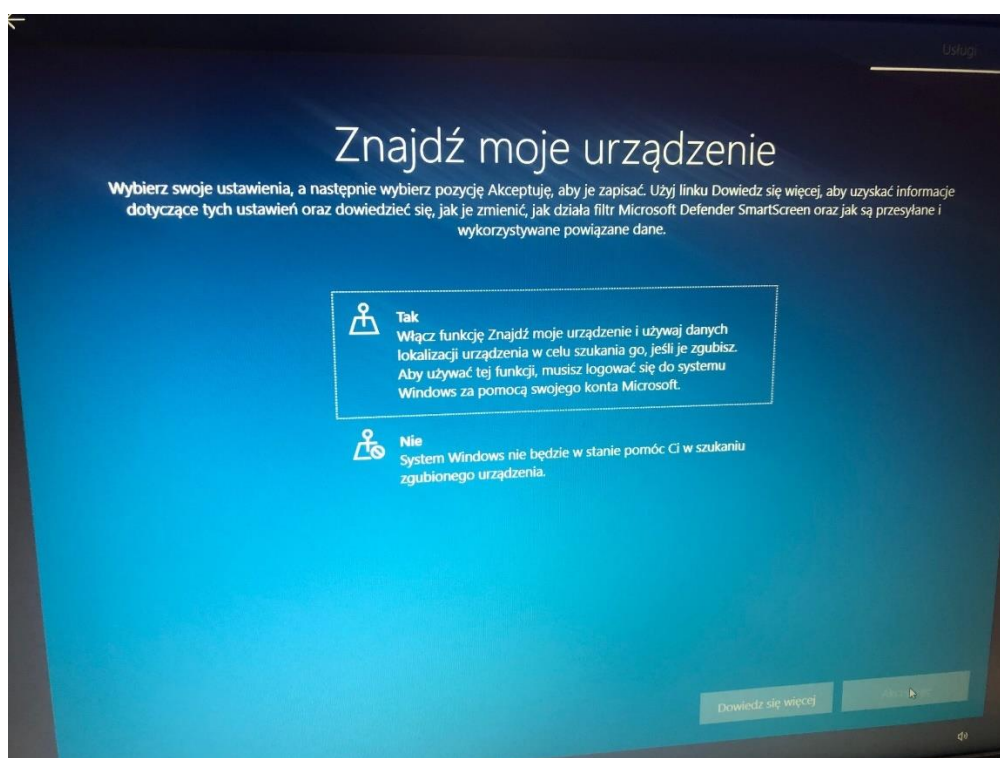 Usługi
Znajdź moje urządzenie
Wybierz swoje ustawienia, a następnie wybierz pozycję Akceptuję, aby je zapisać. Użyj linku Dowiedz się więcej, aby uzyskać informacje
dotyczące tych ustawień oraz dowiedzieć się, jak je zmienić, jak działa filtr Microsoft Defender SmartScreen oraz jak są przesyłane i
wykorzystywane powiązane dane.
Tak
Włącz funkcję Znajdź moje urządzenie i używaj danych
lokalizacji urządzenia w celu szukania go, jeśli je zgubisz.
Aby używać tej funkcji, musisz logować się do systemu
Windows za pomocą swojego konta Microsoft.
Nie
System Windows nie będzie w stanie pomóc Ci w szukaniu
zgubionego urządzenia.
Dowiedz się więcej